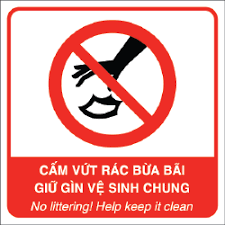 CẤM VỨT RÁC BỪA BÃI
GIỮ GÌN VỆ SINH CHUNG
No littering! Help keep it clean